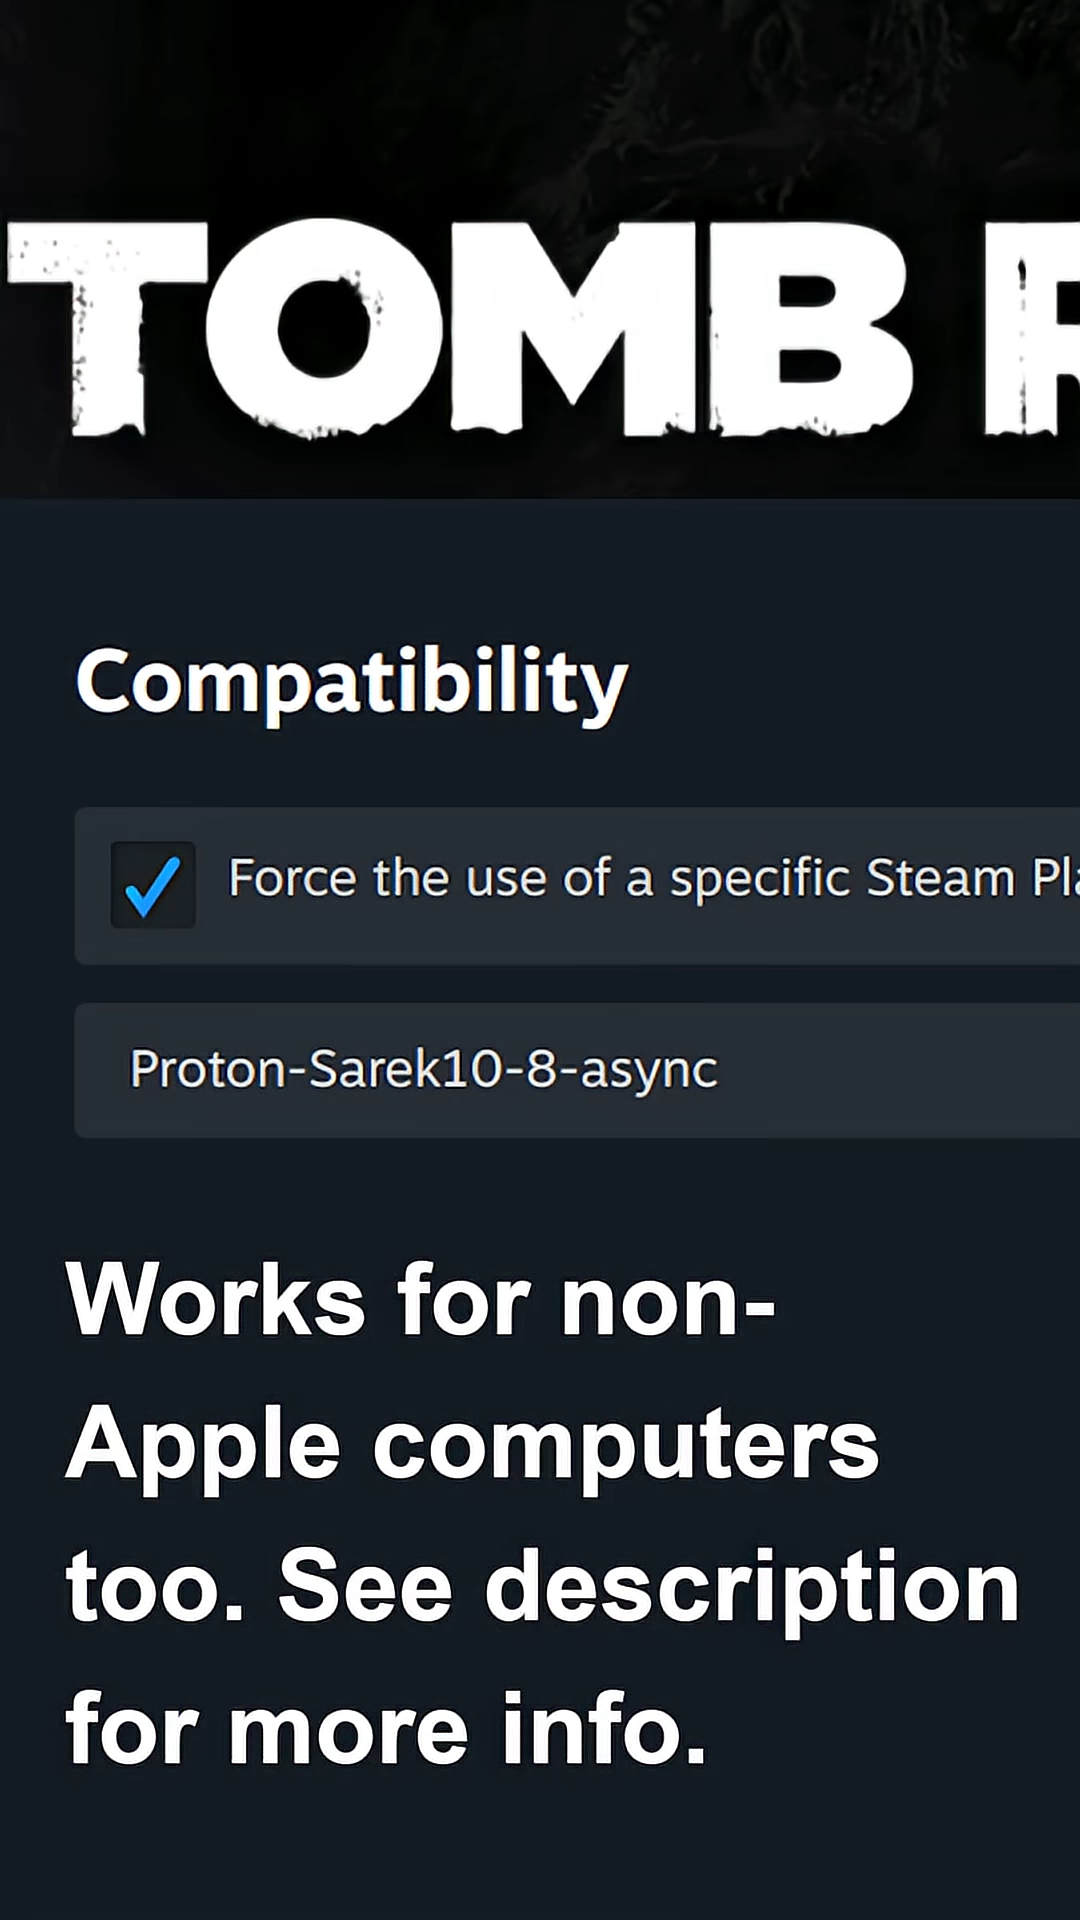 TOMB R
Compatibility
Force the use of a specific Steam Pla
Proton-Sarek10-8-async
Works for non-
Apple computers
too. See description
for more info.